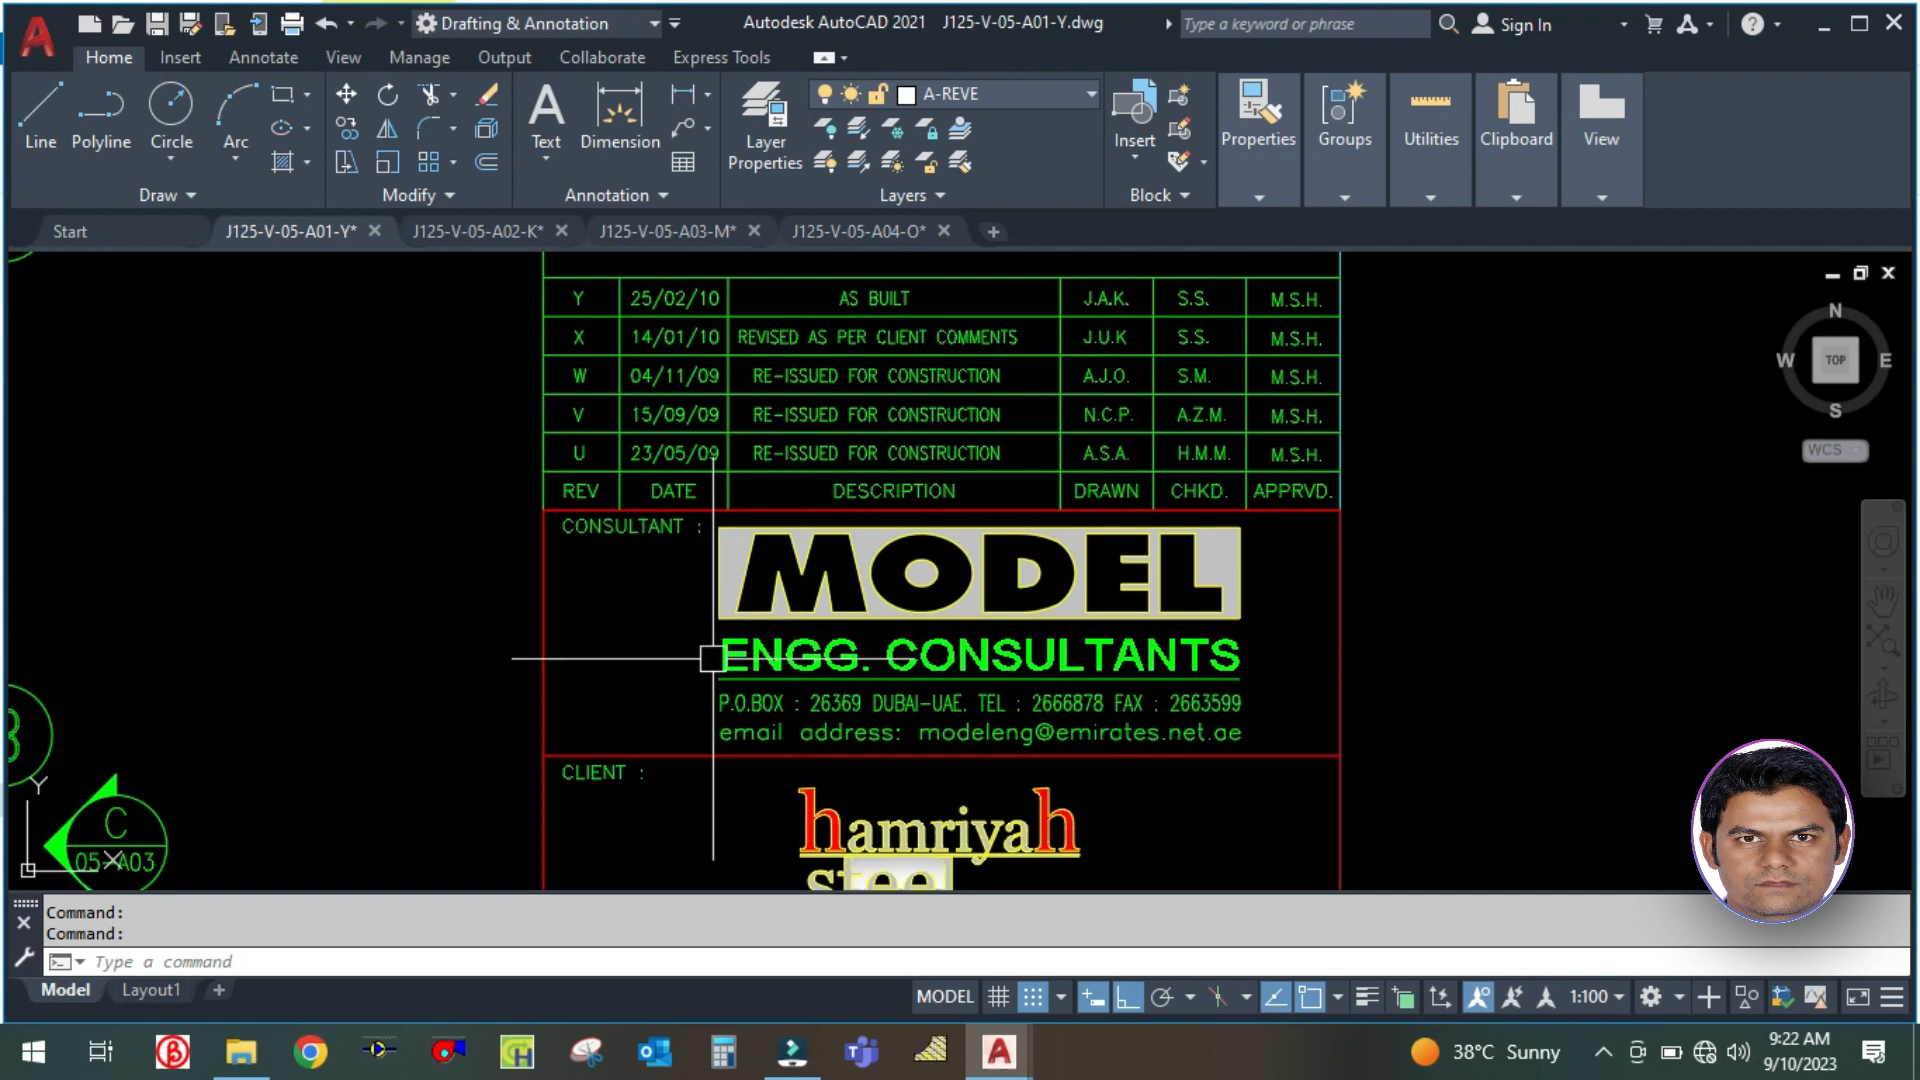 Drafting & Annotation
Autodesk AutoCAD 2021 J125-V-05-A01-Y.dwg
Type a keyword or phrase
Sign In
Home Insert Annotate View Manage Output Collaborate Express Tools
A-REVE
Line Polyline Circle Arc
Text Dimension
Layer Properties
Insert
Properties Groups Utilities Clipboard View
Draw Modify Annotation Layers Block
Start J125-V-05-A01-Y* J125-V-05-A02-K* J125-V-05-A03-M* J125-V-05-A04-O*
Y 25/02/10 AS BUILT J.A.K. S.S. M.S.H.
X 14/01/10 REVISED AS PER CLIENT COMMENTS J.U.K S.S. M.S.H.
W 04/11/09 RE-ISSUED FOR CONSTRUCTION A.J.O. S.M. M.S.H.
V 15/09/09 RE-ISSUED FOR CONSTRUCTION N.C.P. A.Z.M. M.S.H.
U 23/05/09 RE-ISSUED FOR CONSTRUCTION A.S.A. H.M.M. M.S.H.
REV DATE DESCRIPTION DRAWN CHKD. APPRVD.
CONSULTANT :
MODEL
ENGG. CONSULTANTS
P.O.BOX : 26369 DUBAI-UAE. TEL : 2666878 FAX : 2663599
email address: modeleng@emirates.net.ae
CLIENT :
hamriyah
steel
N
W TOP E
S
WCS
Y
C
05-A03
X
Command:
Command:
Type a command
Model Layout1
MODEL 1:100
38°C Sunny
9:22 AM
9/10/2023